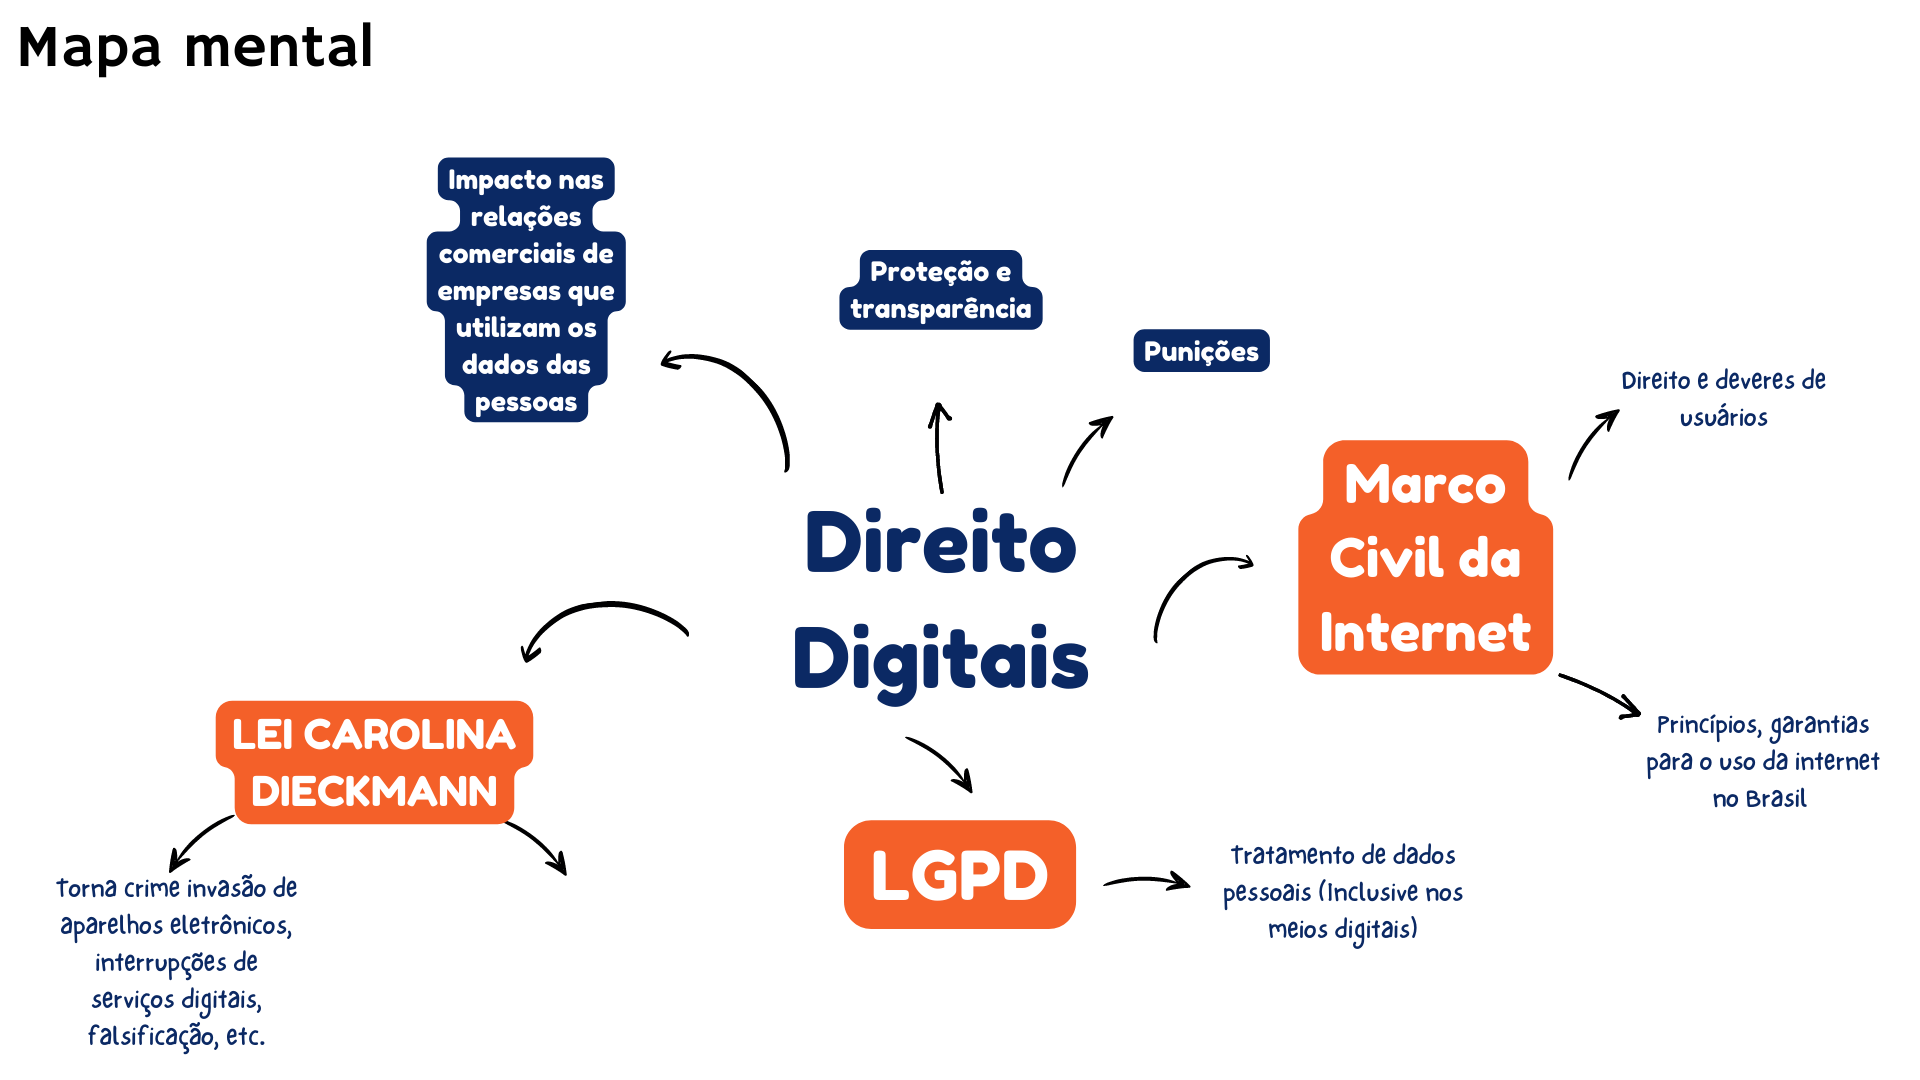 Mapa mental
Impacto nas
relações
comerciais de
empresas que
utilizam os
dados das
pessoas
Proteção e
transparência
Punições
Direito e deveres de
usuários
Marco
Civil da
Internet
Direito
Digitais
Princípios, garantias
para o uso da internet
no Brasil
LEI CAROLINA
DIECKMANN
Torna crime invasão de
aparelhos eletrônicos,
interrupções de
serviços digitais,
falsificação, etc.
LGPD
Tratamento de dados
pessoais (Inclusive nos
meios digitais)